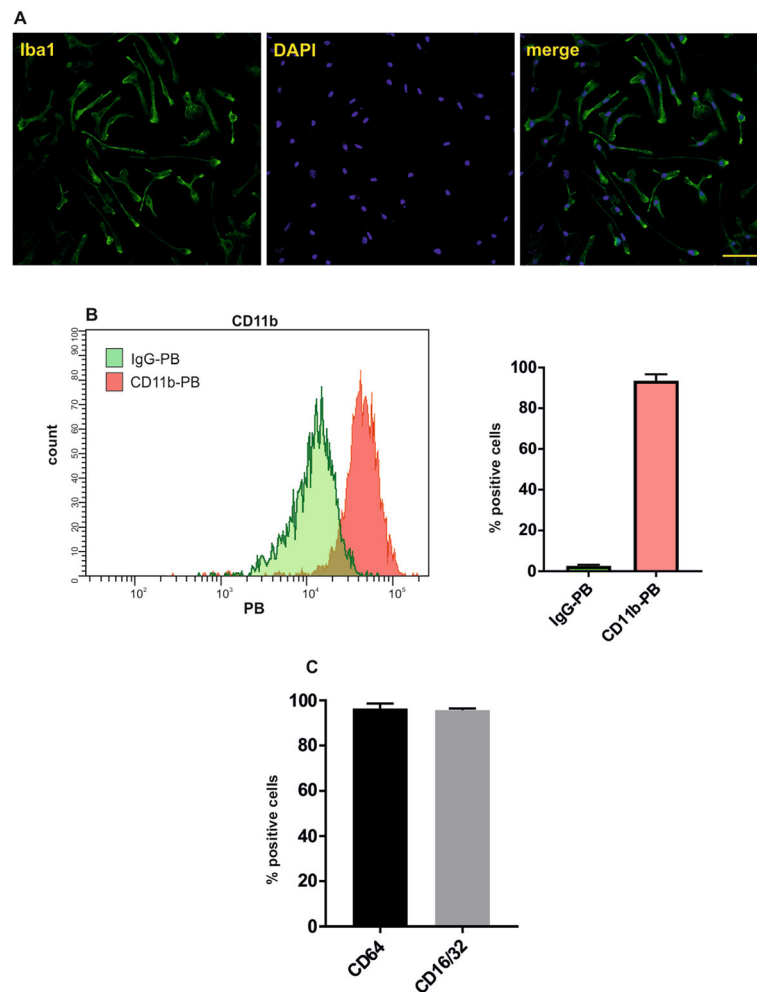 A
Iba1
DAPI
merge
B
CD11b
IgG-PB
CD11b-PB
count
0 10 20 30 40 50 60 70 80 90 100
10² 10³ 10⁴ 10⁵
PB
% positive cells
100
80
60
40
20
0
IgG-PB
CD11b-PB
C
% positive cells
100
80
60
40
20
0
CD64
CD16/32